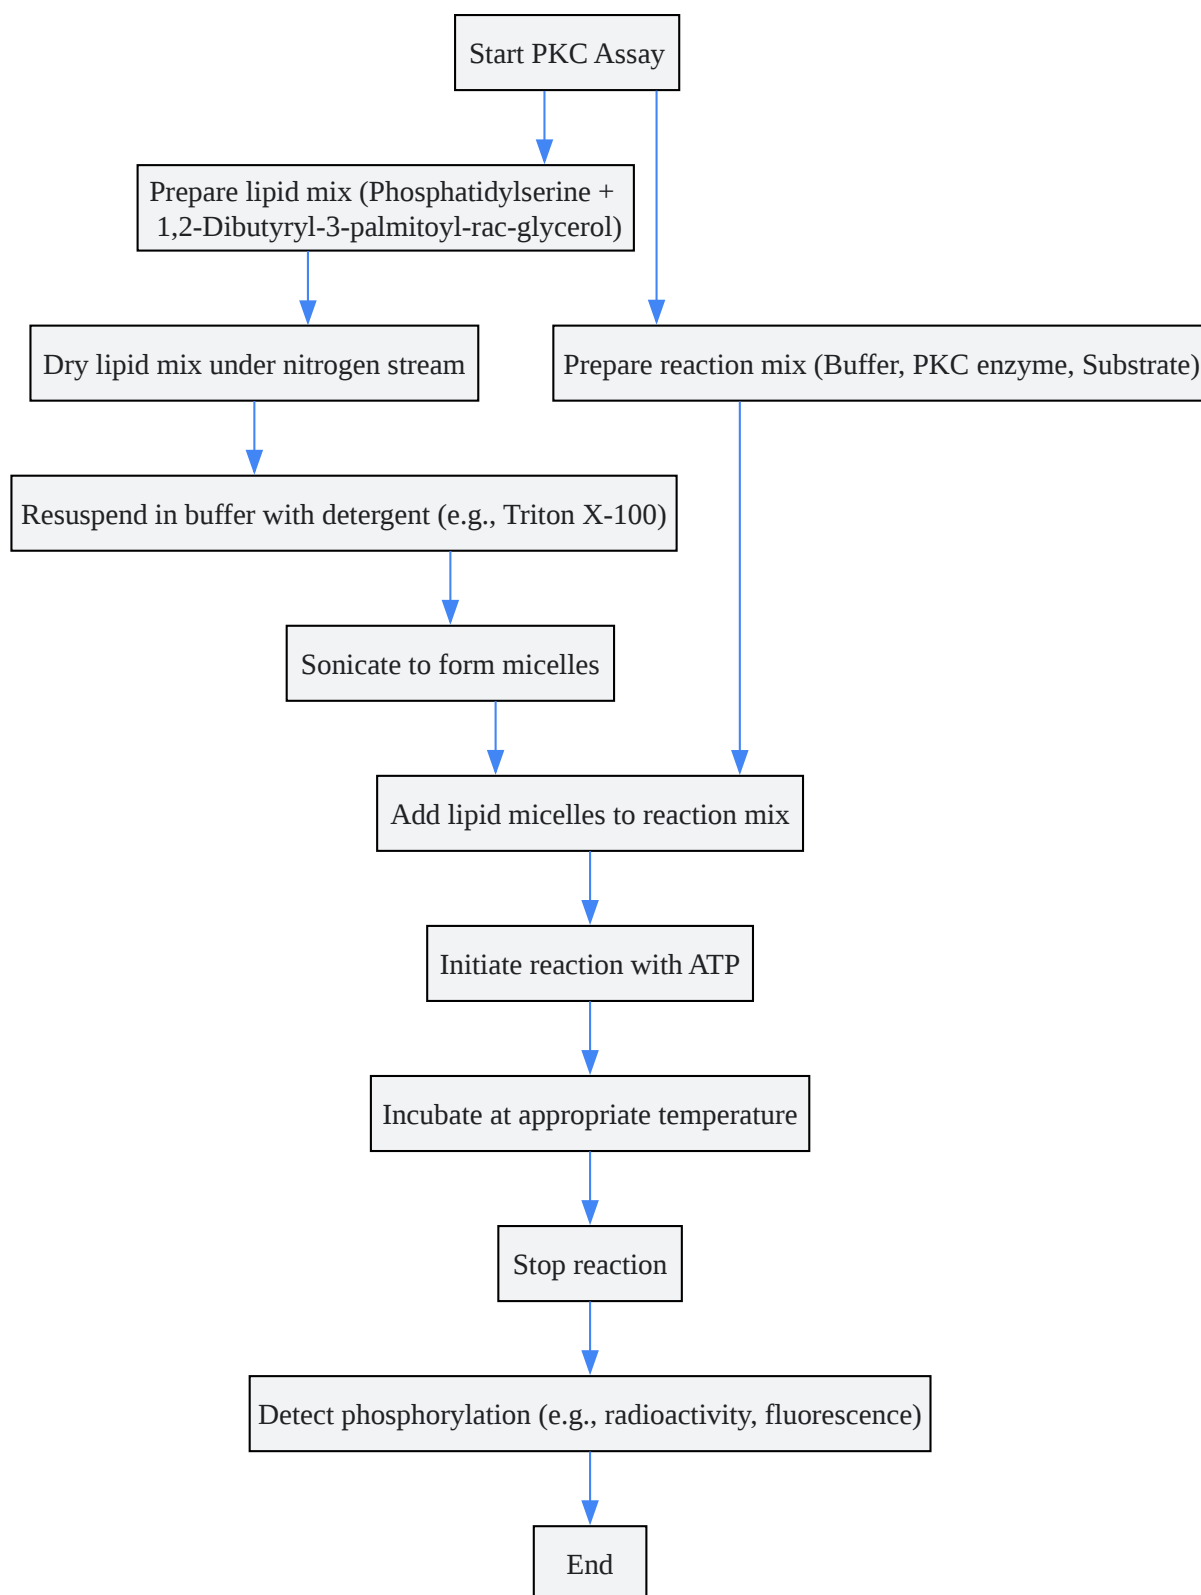 Start PKC Assay
Prepare lipid mix (Phosphatidylserine +
1,2-Dibutyryl-3-palmitoyl-rac-glycerol)
Dry lipid mix under nitrogen stream
Prepare reaction mix (Buffer, PKC enzyme, Substrate)
Resuspend in buffer with detergent (e.g., Triton X-100)
Sonicate to form micelles
Add lipid micelles to reaction mix
Initiate reaction with ATP
Incubate at appropriate temperature
Stop reaction
Detect phosphorylation (e.g., radioactivity, fluorescence)
End